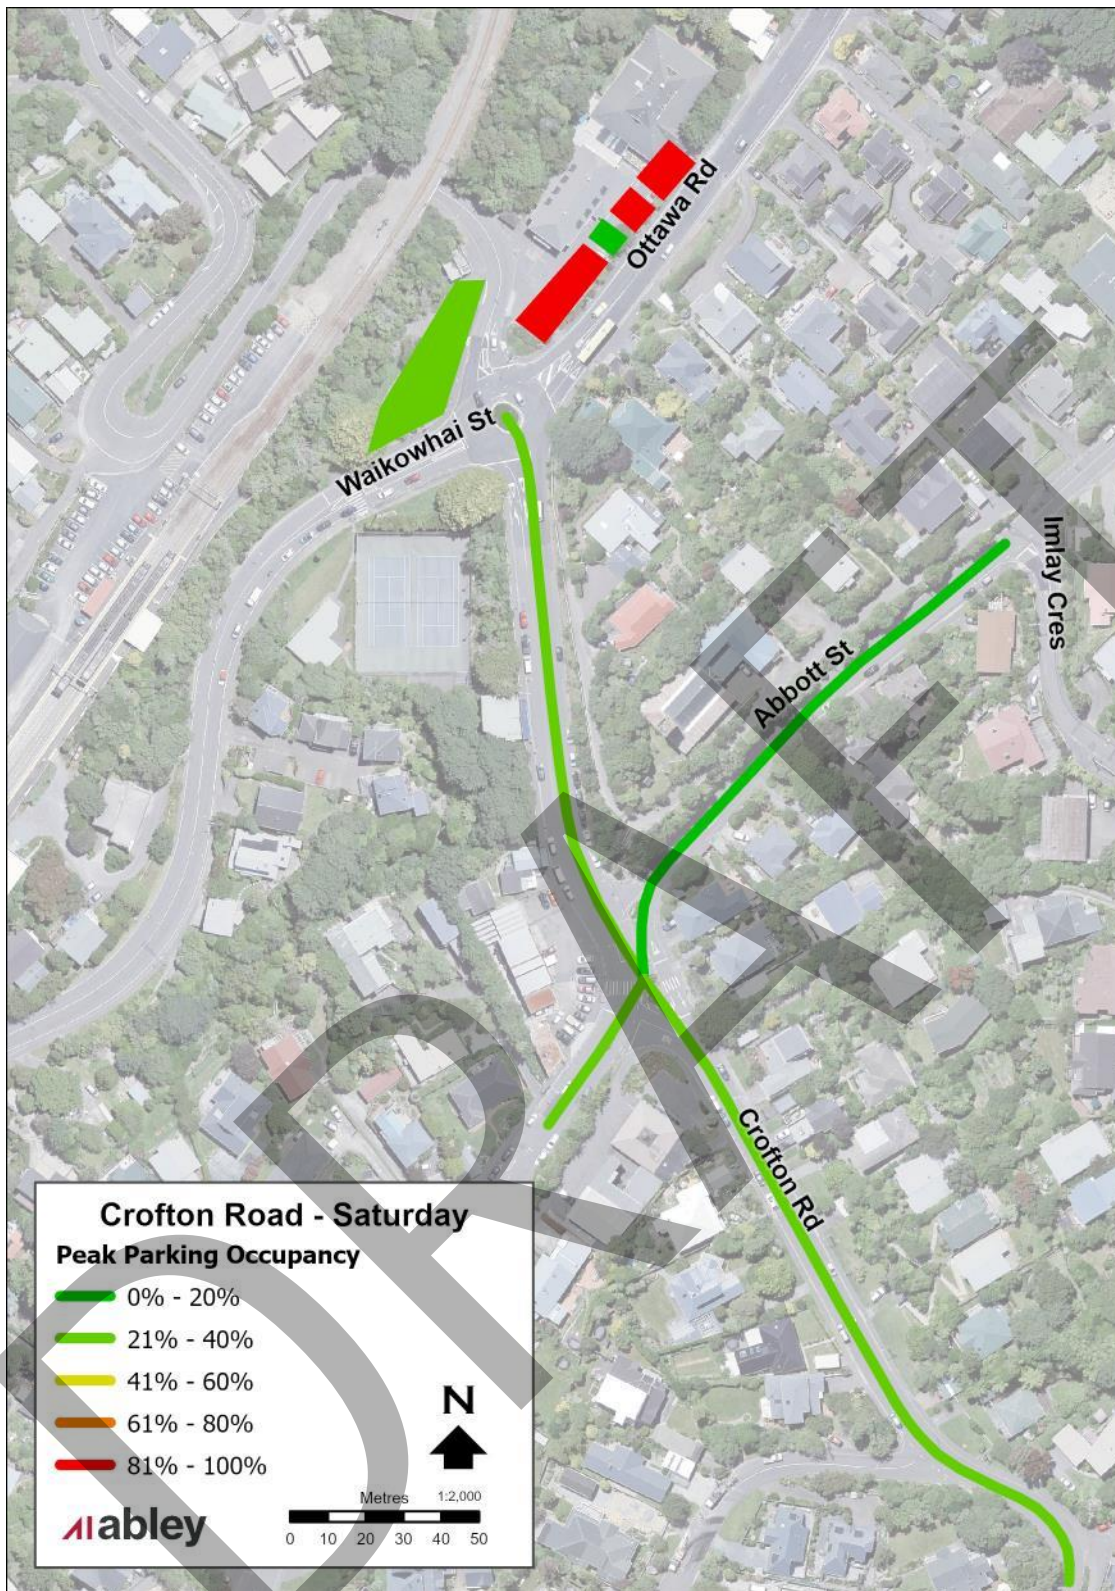 Ottawa Rd
Waikowhai St
Imlay Cres
Abbott St
Crofton Rd
DRAFT
Crofton Road - Saturday
Peak Parking Occupancy
0% - 20%
21% - 40%
41% - 60%
61% - 80%
81% - 100%
N
Metres 1:2,000
0 10 20 30 40 50
abley